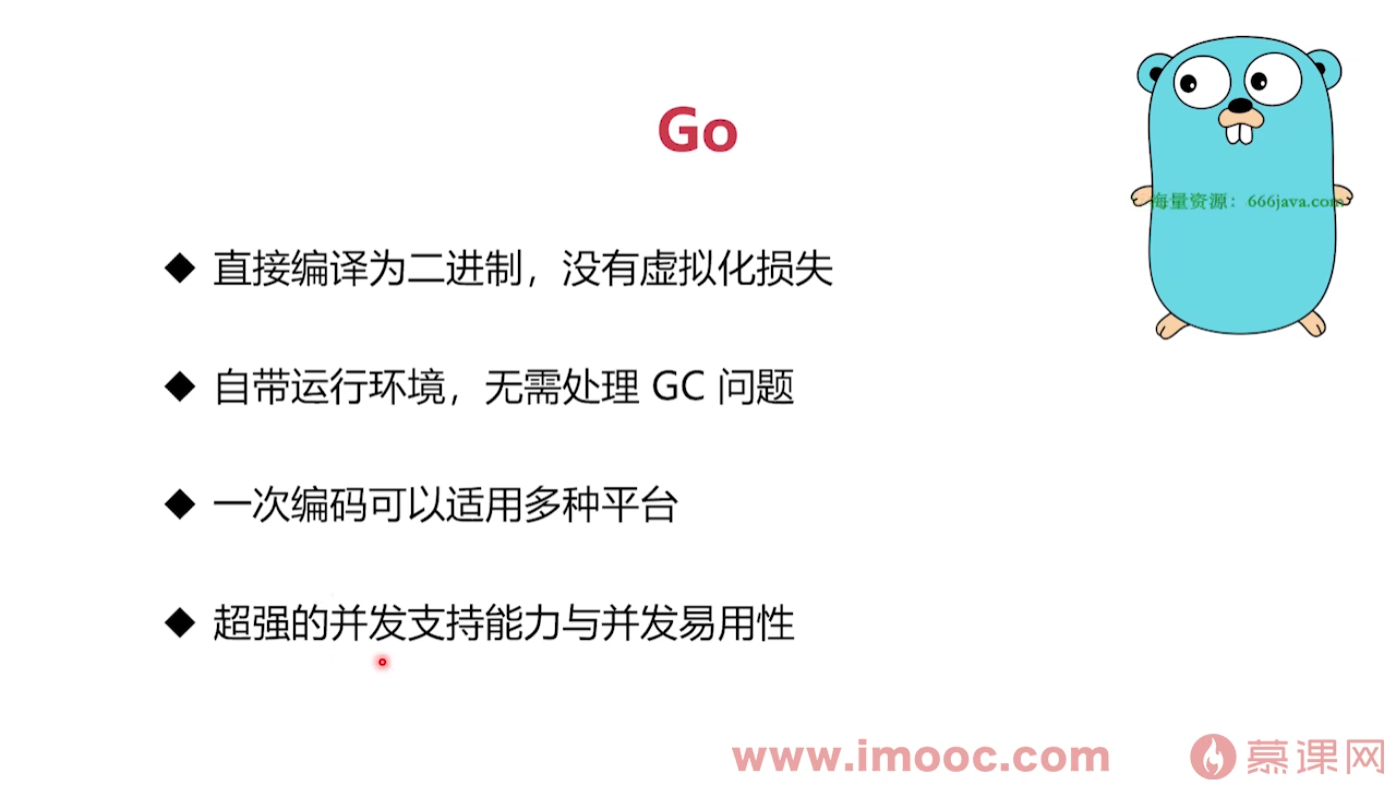 Go
海量资源：666java.com
◆ 直接编译为二进制，没有虚拟化损失
◆ 自带运行环境，无需处理 GC 问题
◆ 一次编码可以适用多种平台
◆ 超强的并发支持能力与并发易用性
www.imooc.com 慕课网